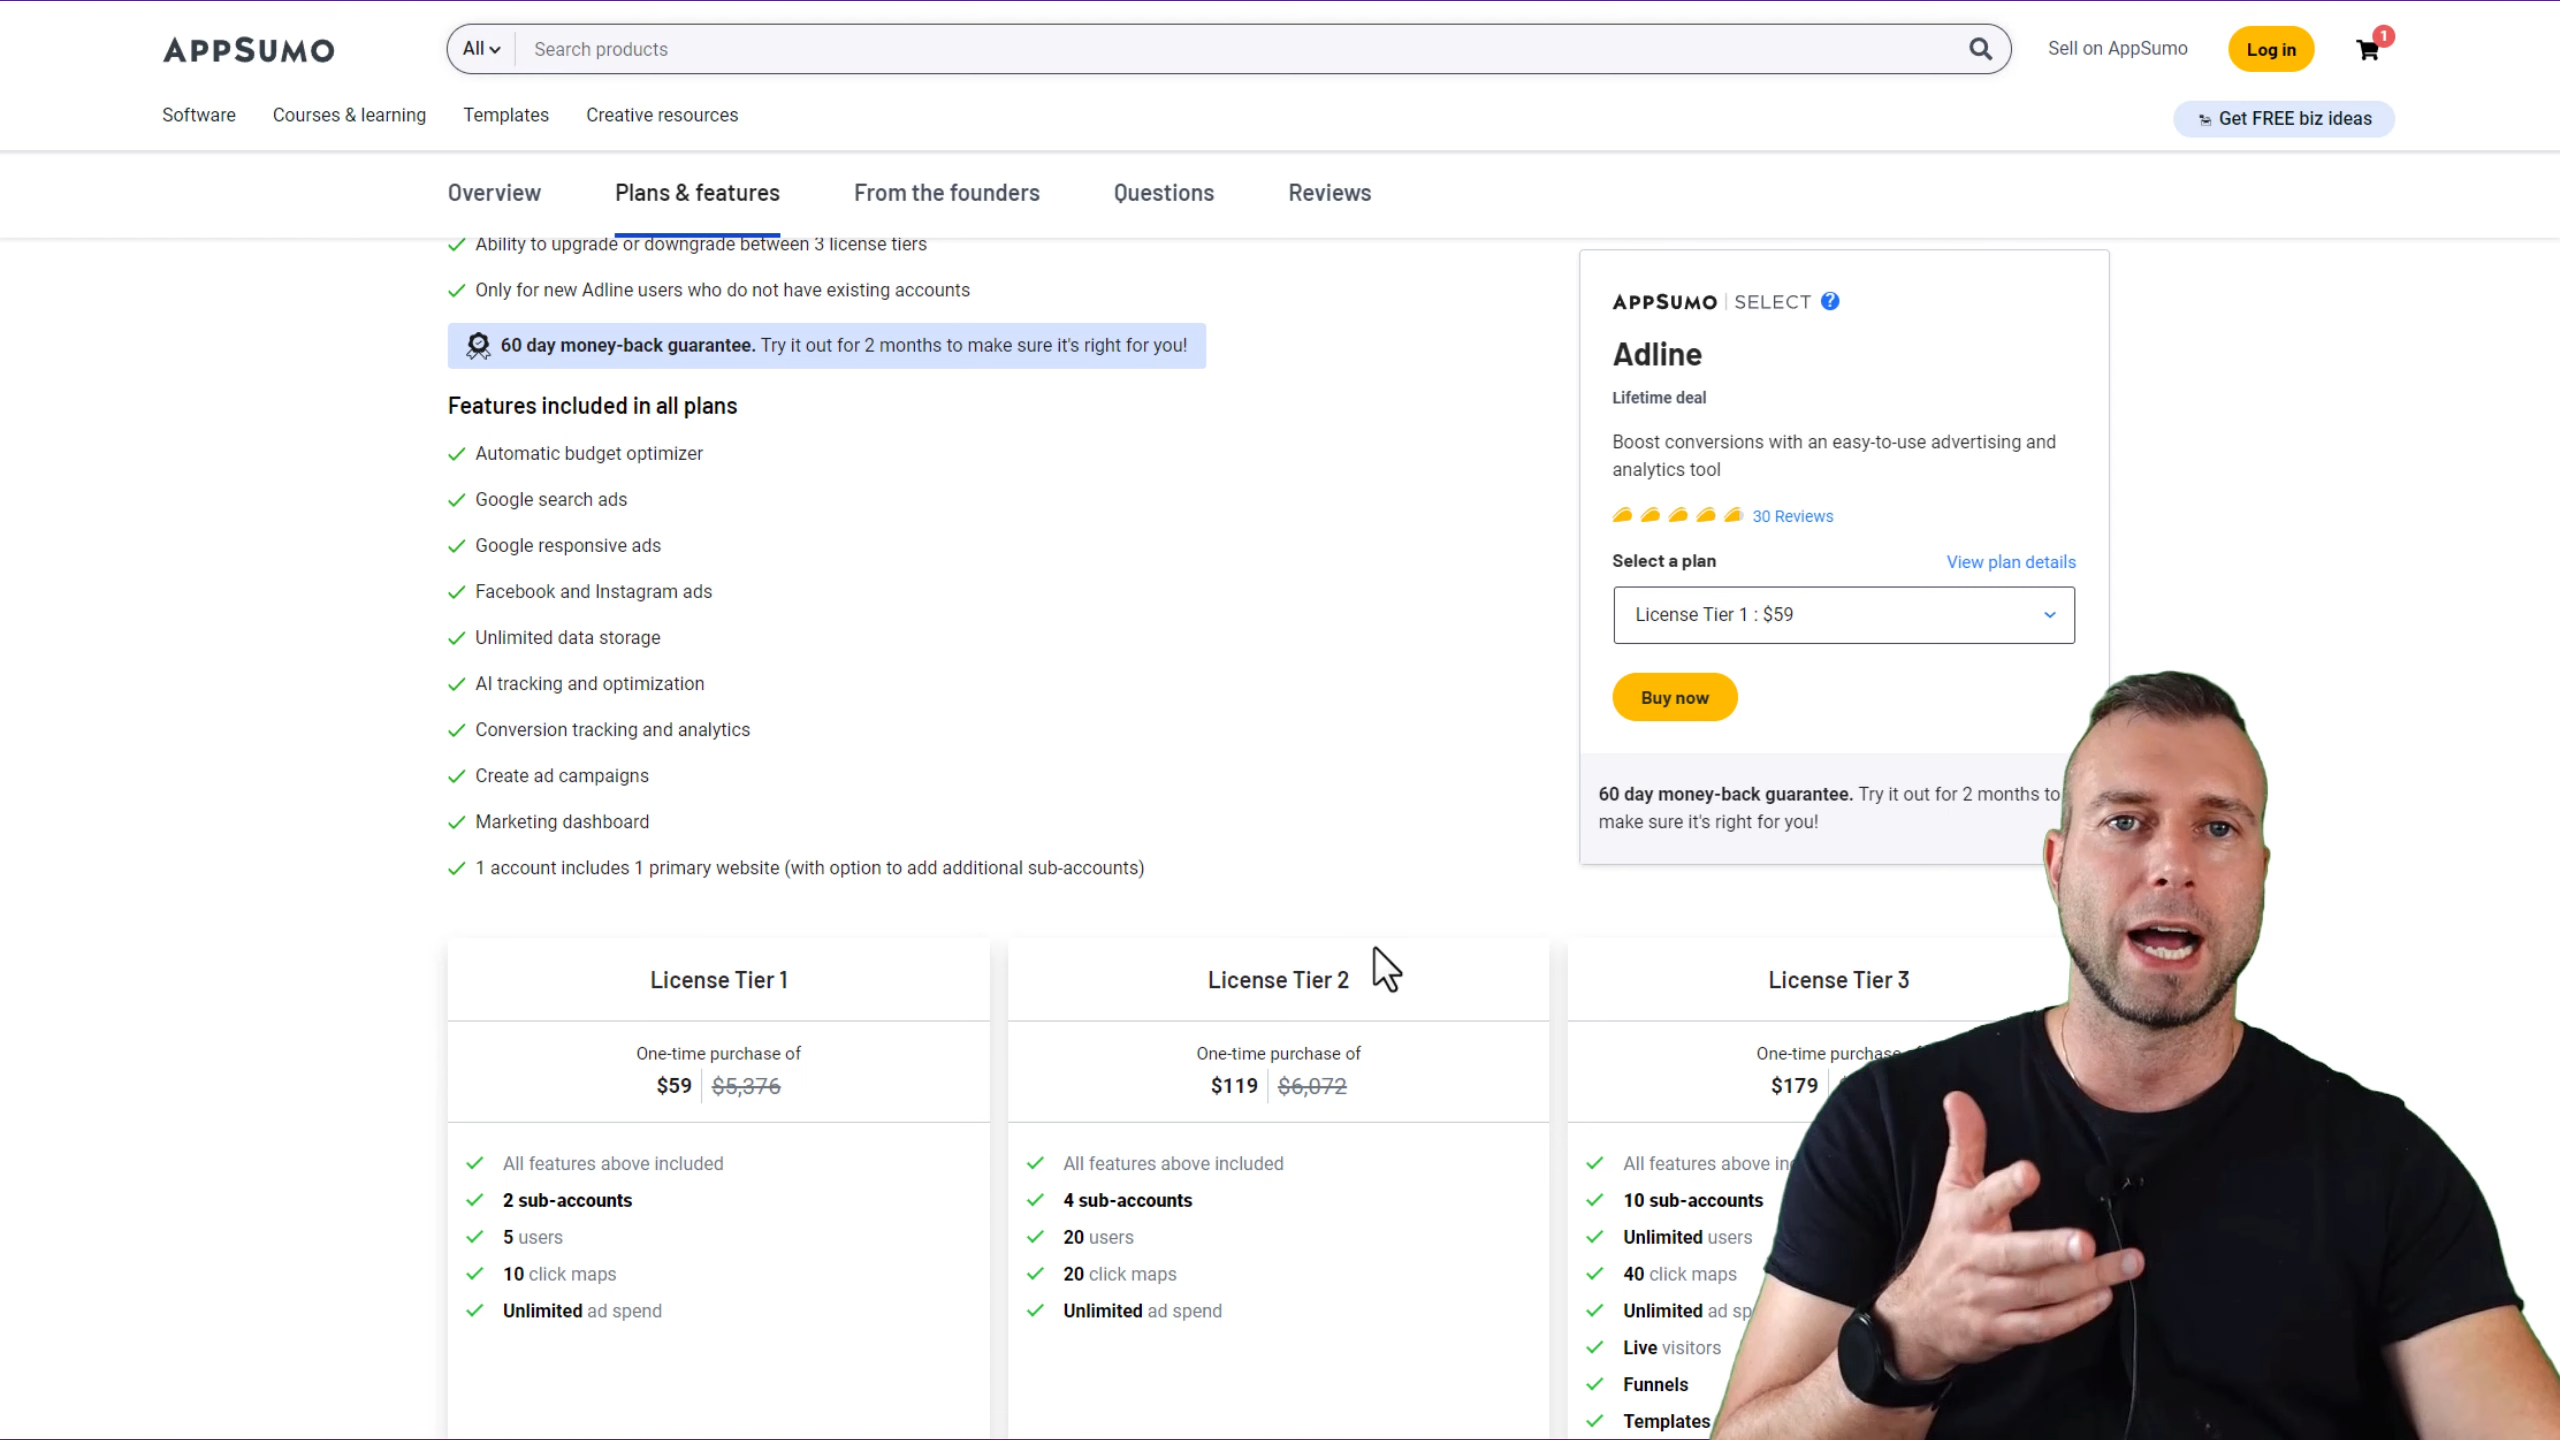 APPSUMO
All
Search products
Sell on AppSumo
Log in
1
Software
Courses & learning
Templates
Creative resources
Get FREE biz ideas
Overview
Plans & features
From the founders
Questions
Reviews
Ability to upgrade or downgrade between 3 license tiers
Only for new Adline users who do not have existing accounts
60 day money-back guarantee. Try it out for 2 months to make sure it's right for you!
Features included in all plans
Automatic budget optimizer
Google search ads
Google responsive ads
Facebook and Instagram ads
Unlimited data storage
AI tracking and optimization
Conversion tracking and analytics
Create ad campaigns
Marketing dashboard
1 account includes 1 primary website (with option to add additional sub-accounts)
APPSUMO | SELECT ?
Adline
Lifetime deal
Boost conversions with an easy-to-use advertising and
analytics tool
30 Reviews
Select a plan
View plan details
License Tier 1 : $59
Buy now
60 day money-back guarantee. Try it out for 2 months to
make sure it's right for you!
License Tier 1
One-time purchase of
$59 | $5,376
All features above included
2 sub-accounts
5 users
10 click maps
Unlimited ad spend
License Tier 2
One-time purchase of
$119 | $6,072
All features above included
4 sub-accounts
20 users
20 click maps
Unlimited ad spend
License Tier 3
One-time purchase
$179
All features above in
10 sub-accounts
Unlimited users
40 click maps
Unlimited ad sp
Live visitors
Funnels
Templates